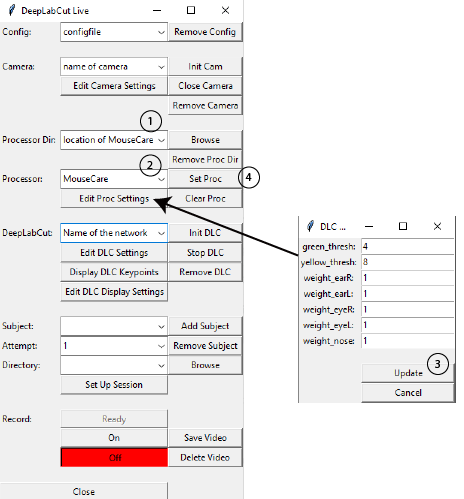 DeepLabCut Live
Config: configfile Remove Config
Camera: name of camera Init Cam
Edit Camera Settings Close Camera
Remove Camera
1
Processor Dir: location of MouseCare Browse
2 Remove Proc Dir
Processor: MouseCare Set Proc 4
Edit Proc Settings Clear Proc
DeepLabCut: Name of the network Init DLC
Edit DLC Settings Stop DLC
Display DLC Keypoints Remove DLC
Edit DLC Display Settings
Subject: Add Subject
Attempt: 1 Remove Subject
Directory: Browse
Set Up Session
Record: Ready
On Save Video
Off Delete Video
Close
DLC ...
green_thresh: 4
yellow_thresh: 8
weight_earR: 1
weight_earL: 1
weight_eyeR: 1
weight_eyeL: 1
weight_nose: 1
3
Update
Cancel